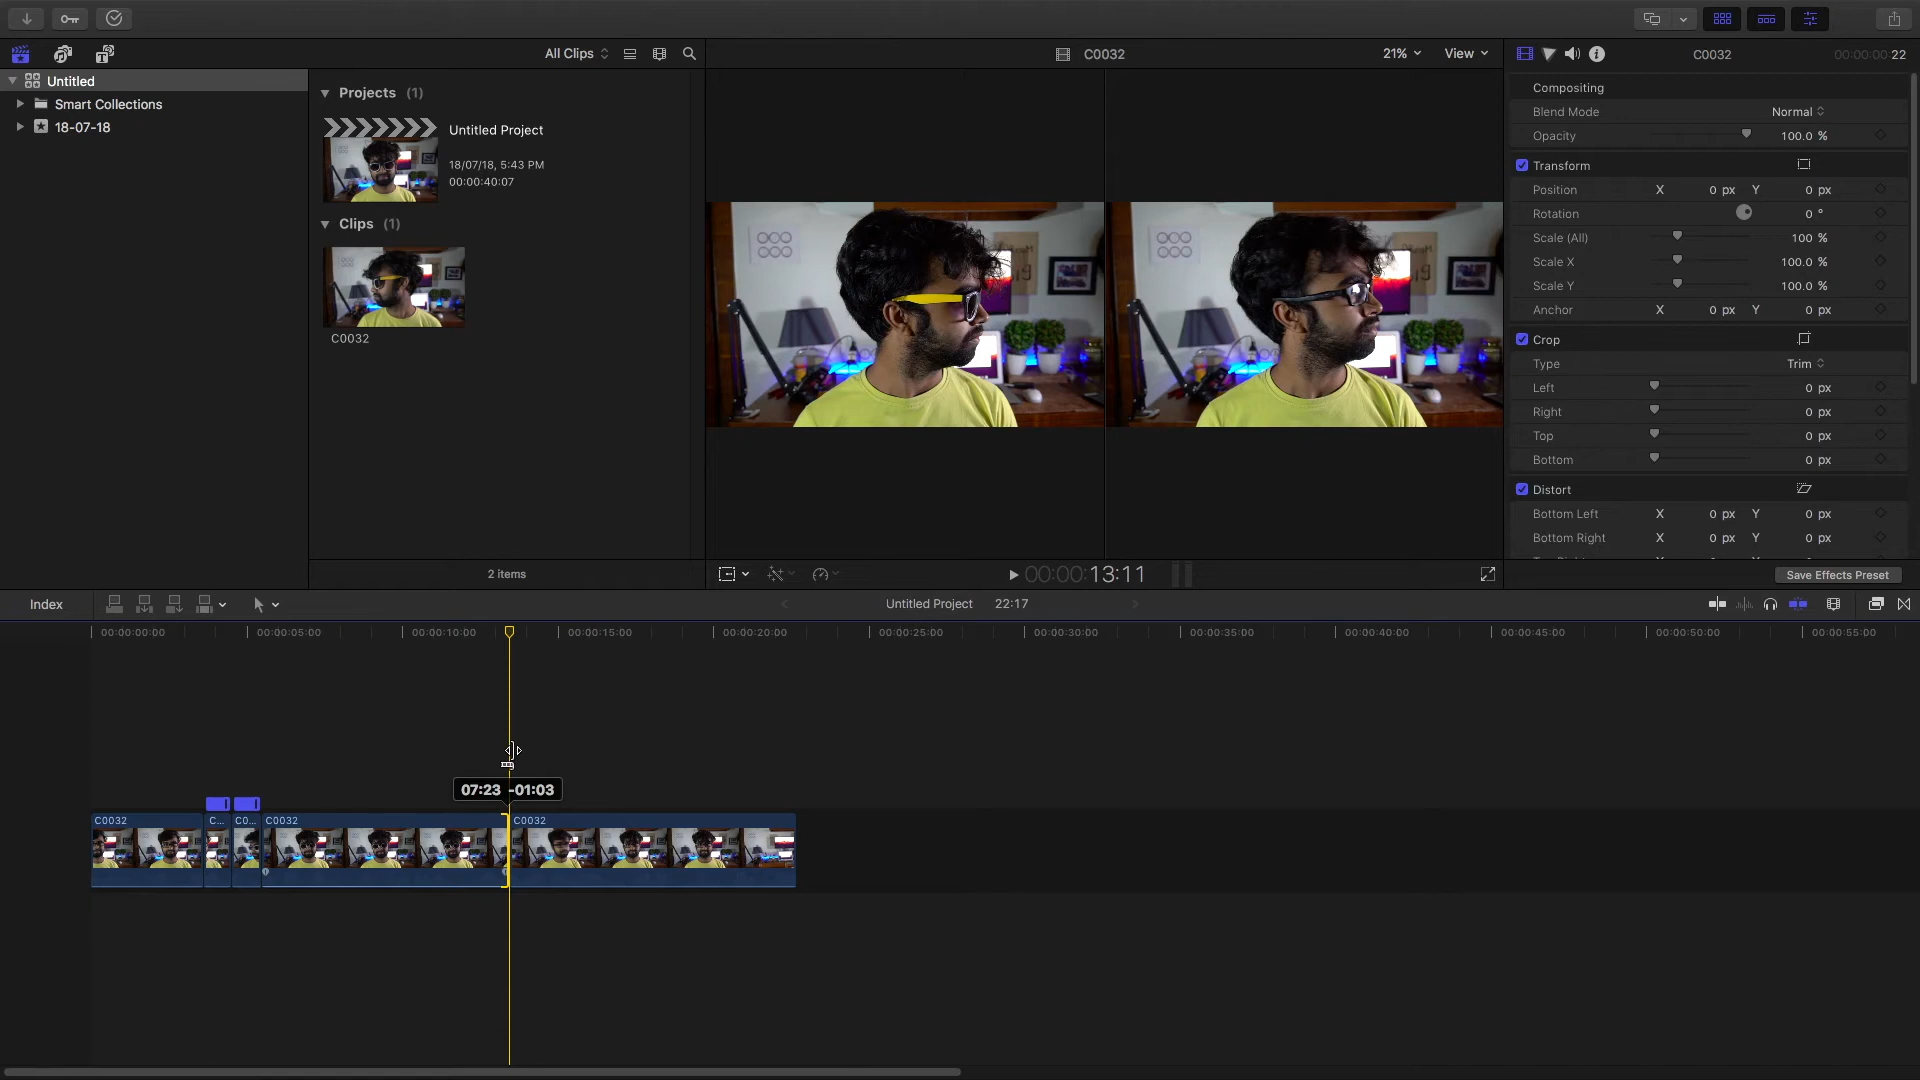 All Clips
C0032
21%
View
C0032
00:00:00:22
Untitled
Smart Collections
18-07-18
Projects (1)
Untitled Project
18/07/18, 5:43 PM
00:00:40:07
Clips (1)
C0032
2 items
00:00:00:13:11
Compositing
Blend Mode Normal
Opacity 100.0 %
Transform
Position X 0 px Y 0 px
Rotation 0 °
Scale (All) 100 %
Scale X 100.0 %
Scale Y 100.0 %
Anchor X 0 px Y 0 px
Crop
Type Trim
Left 0 px
Right 0 px
Top 0 px
Bottom 0 px
Distort
Bottom Left X 0 px Y 0 px
Bottom Right X 0 px Y 0 px
Save Effects Preset
Index
Untitled Project 22:17
00:00:00:00 00:00:05:00 00:00:10:00 00:00:15:00 00:00:20:00 00:00:25:00 00:00:30:00 00:00:35:00 00:00:40:00 00:00:45:00 00:00:50:00 00:00:55:00
07:23 -01:03
C0032 C... C0... C0032 C0032